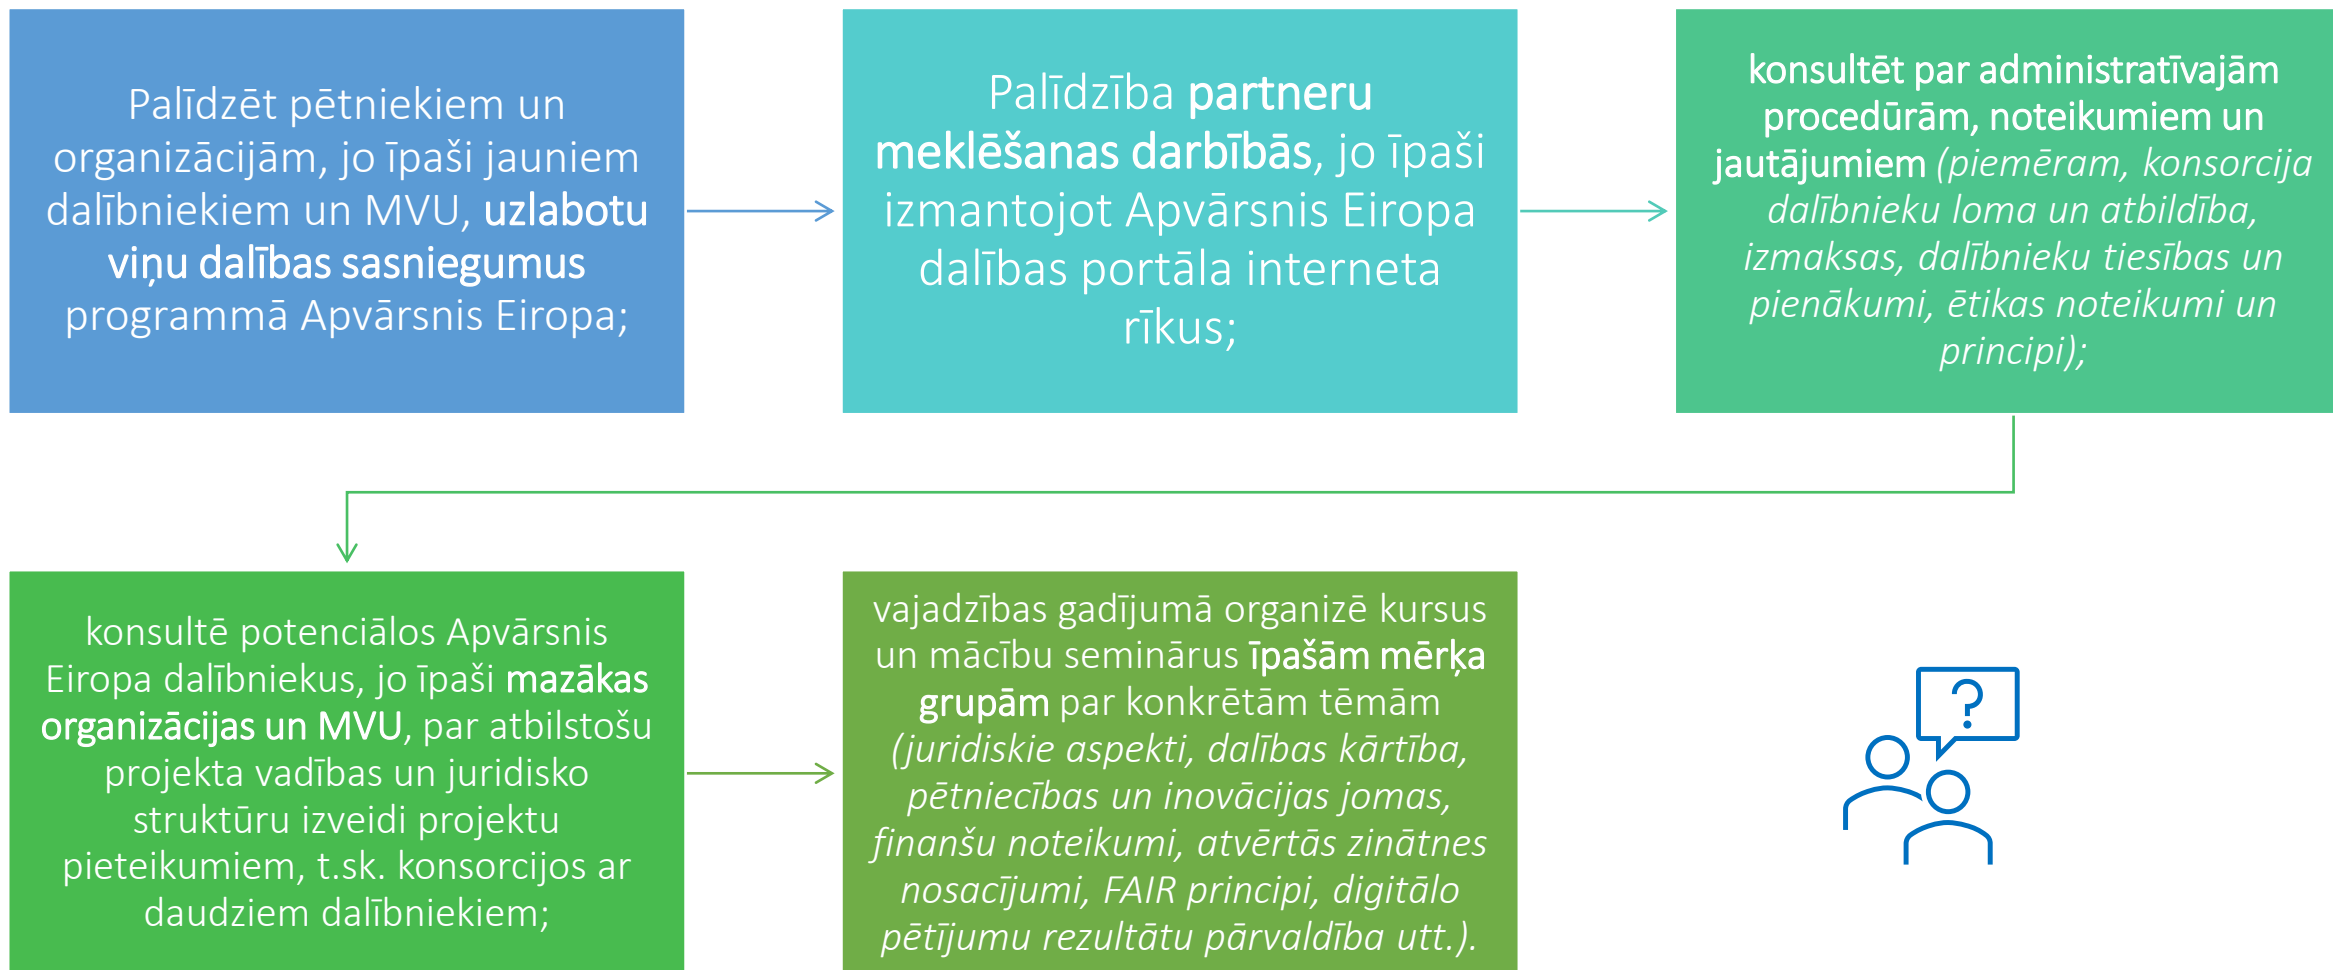 Palīdzēt pētniekiem un
organizācijām, jo īpaši jauniem
dalībniekiem un MVU, uzlabotu
viņu dalības sasniegumus
programmā Apvārsnis Eiropa;
Palīdzība partneru
meklēšanas darbībās, jo īpaši
izmantojot Apvārsnis Eiropa
dalības portāla interneta
rīkus;
konsultēt par administratīvajām
procedūrām, noteikumiem un
jautājumiem (piemēram, konsorcija
dalībnieku loma un atbildība,
izmaksas, dalībnieku tiesības un
pienākumi, ētikas noteikumi un
principi);
konsultē potenciālos Apvārsnis
Eiropa dalībniekus, jo īpaši mazākas
organizācijas un MVU, par atbilstošu
projekta vadības un juridisko
struktūru izveidi projektu
pieteikumiem, t.sk. konsorcijos ar
daudziem dalībniekiem;
vajadzības gadījumā organizē kursus
un mācību seminārus īpašām mērķa
grupām par konkrētām tēmām
(juridiskie aspekti, dalības kārtība,
pētniecības un inovācijas jomas,
finanšu noteikumi, atvērtās zinātnes
nosacījumi, FAIR principi, digitālo
pētījumu rezultātu pārvaldība utt.).
?